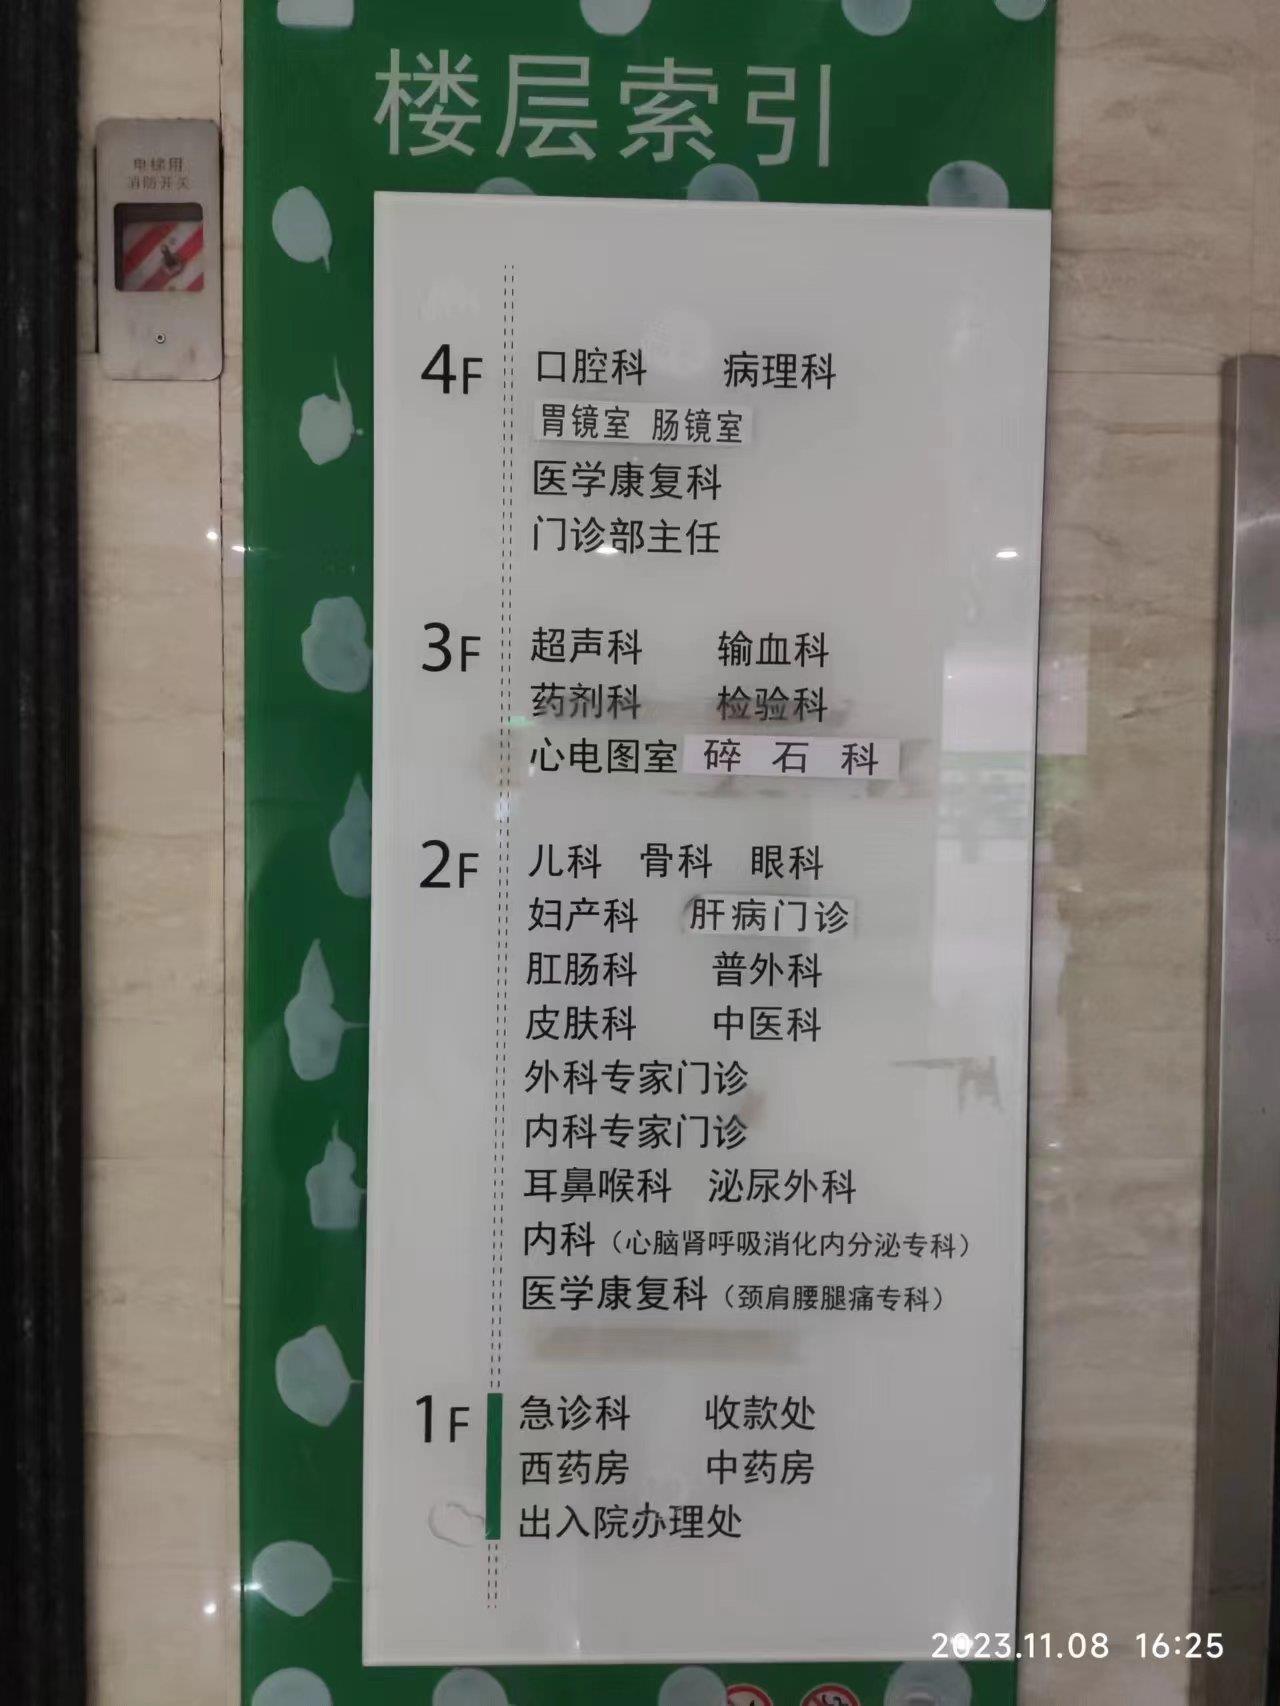 楼层索引
电梯用
消防开关
4F 口腔科 病理科
胃镜室 肠镜室
医学康复科
门诊部主任
3F 超声科 输血科
药剂科 检验科
心电图室 碎石科
2F 儿科 骨科 眼科
妇产科 肝病门诊
肛肠科 普外科
皮肤科 中医科
外科专家门诊
内科专家门诊
耳鼻喉科 泌尿外科
内科（心脑肾呼吸消化内分泌专科）
医学康复科（颈肩腰腿痛专科）
1F 急诊科 收款处
西药房 中药房
出入院办理处
2023.11.08 16:25